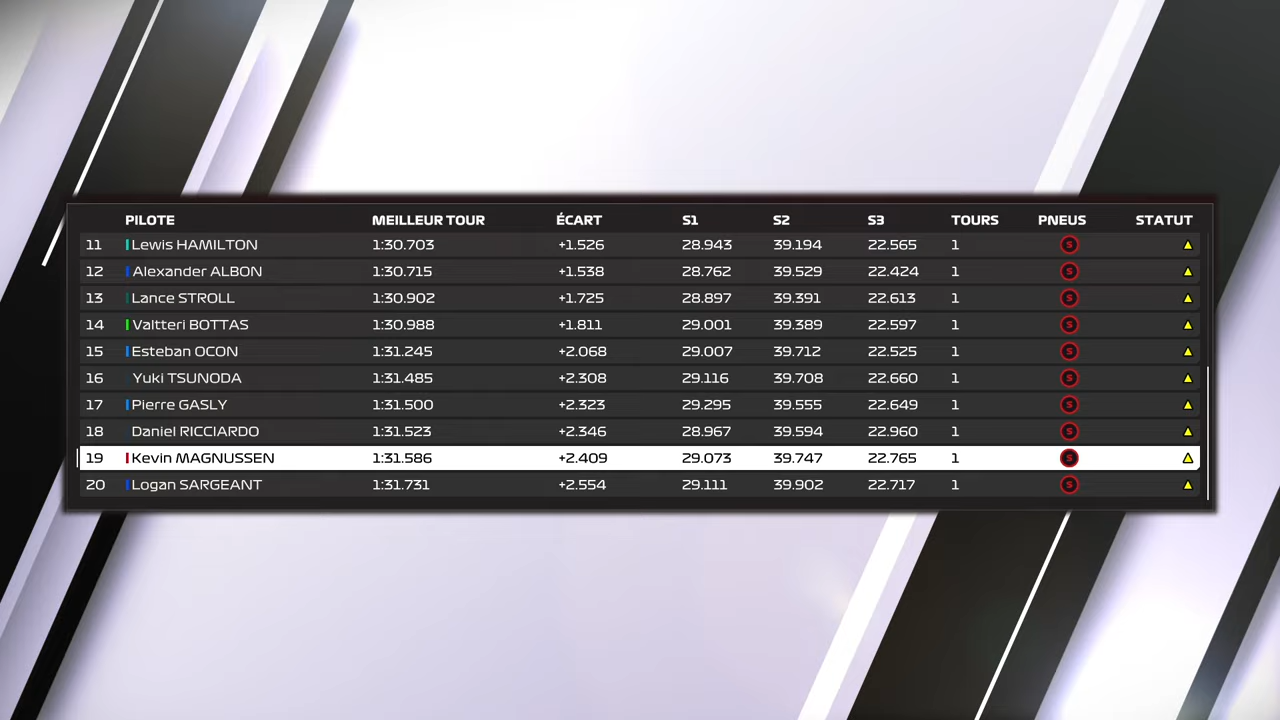 PILOTE MEILLEUR TOUR ÉCART S1 S2 S3 TOURS PNEUS STATUT
11 Lewis HAMILTON 1:30.703 +1.526 28.943 39.194 22.565 1 S
12 Alexander ALBON 1:30.715 +1.538 28.762 39.529 22.424 1 S
13 Lance STROLL 1:30.902 +1.725 28.897 39.391 22.613 1 S
14 Valtteri BOTTAS 1:30.988 +1.811 29.001 39.389 22.597 1 S
15 Esteban OCON 1:31.245 +2.068 29.007 39.712 22.525 1 S
16 Yuki TSUNODA 1:31.485 +2.308 29.116 39.708 22.660 1 S
17 Pierre GASLY 1:31.500 +2.323 29.295 39.555 22.649 1 S
18 Daniel RICCIARDO 1:31.523 +2.346 28.967 39.594 22.960 1 S
19 Kevin MAGNUSSEN 1:31.586 +2.409 29.073 39.747 22.765 1 S
20 Logan SARGEANT 1:31.731 +2.554 29.111 39.902 22.717 1 S